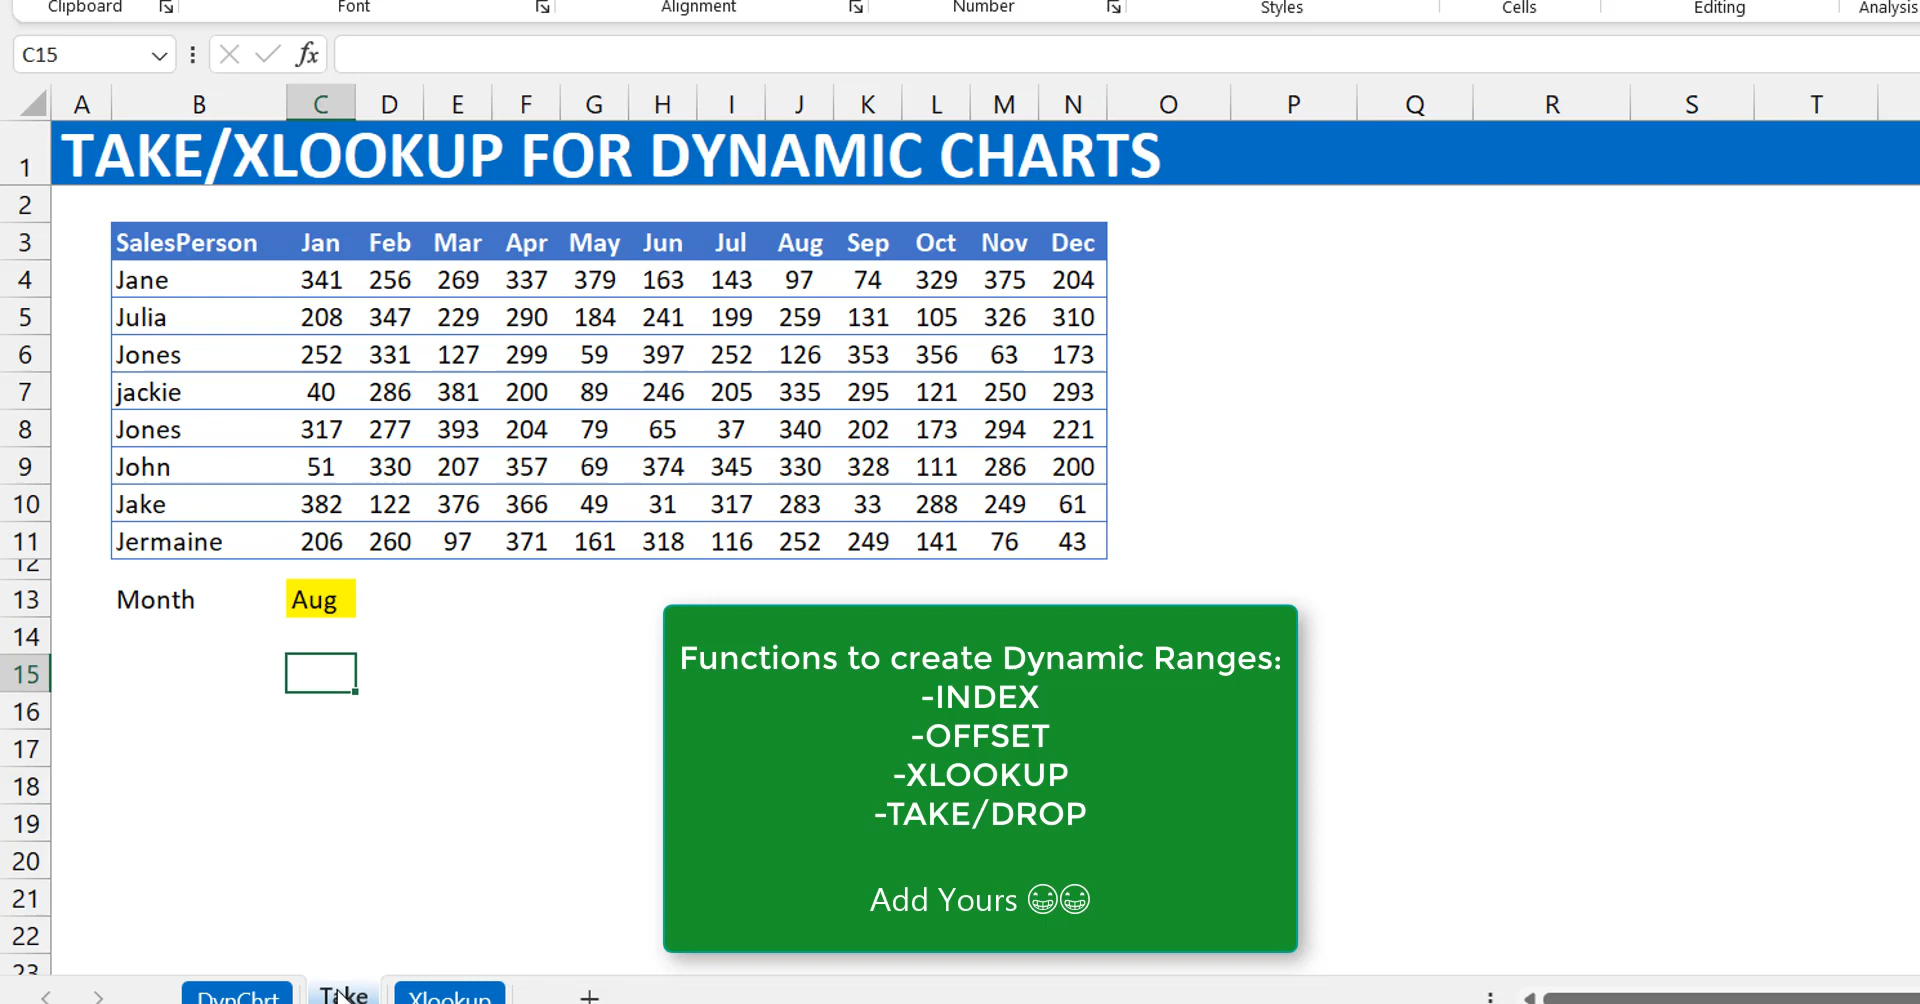 Clipboard Font Alignment Number Styles Cells Editing Analysis
C15 fx
A B C D E F G H I J K L M N O P Q R S T
1 TAKE/XLOOKUP FOR DYNAMIC CHARTS
2
3 SalesPerson Jan Feb Mar Apr May Jun Jul Aug Sep Oct Nov Dec
4 Jane 341 256 269 337 379 163 143 97 74 329 375 204
5 Julia 208 347 229 290 184 241 199 259 131 105 326 310
6 Jones 252 331 127 299 59 397 252 126 353 356 63 173
7 jackie 40 286 381 200 89 246 205 335 295 121 250 293
8 Jones 317 277 393 204 79 65 37 340 202 173 294 221
9 John 51 330 207 357 69 374 345 330 328 111 286 200
10 Jake 382 122 376 366 49 31 317 283 33 288 249 61
11 Jermaine 206 260 97 371 161 318 116 252 249 141 76 43
12
13 Month Aug
14
15
16
17
18
19
20
21
22
23
Functions to create Dynamic Ranges:
-INDEX
-OFFSET
-XLOOKUP
-TAKE/DROP
Add Yours 😁😁
DynChrt Take Xlookup +